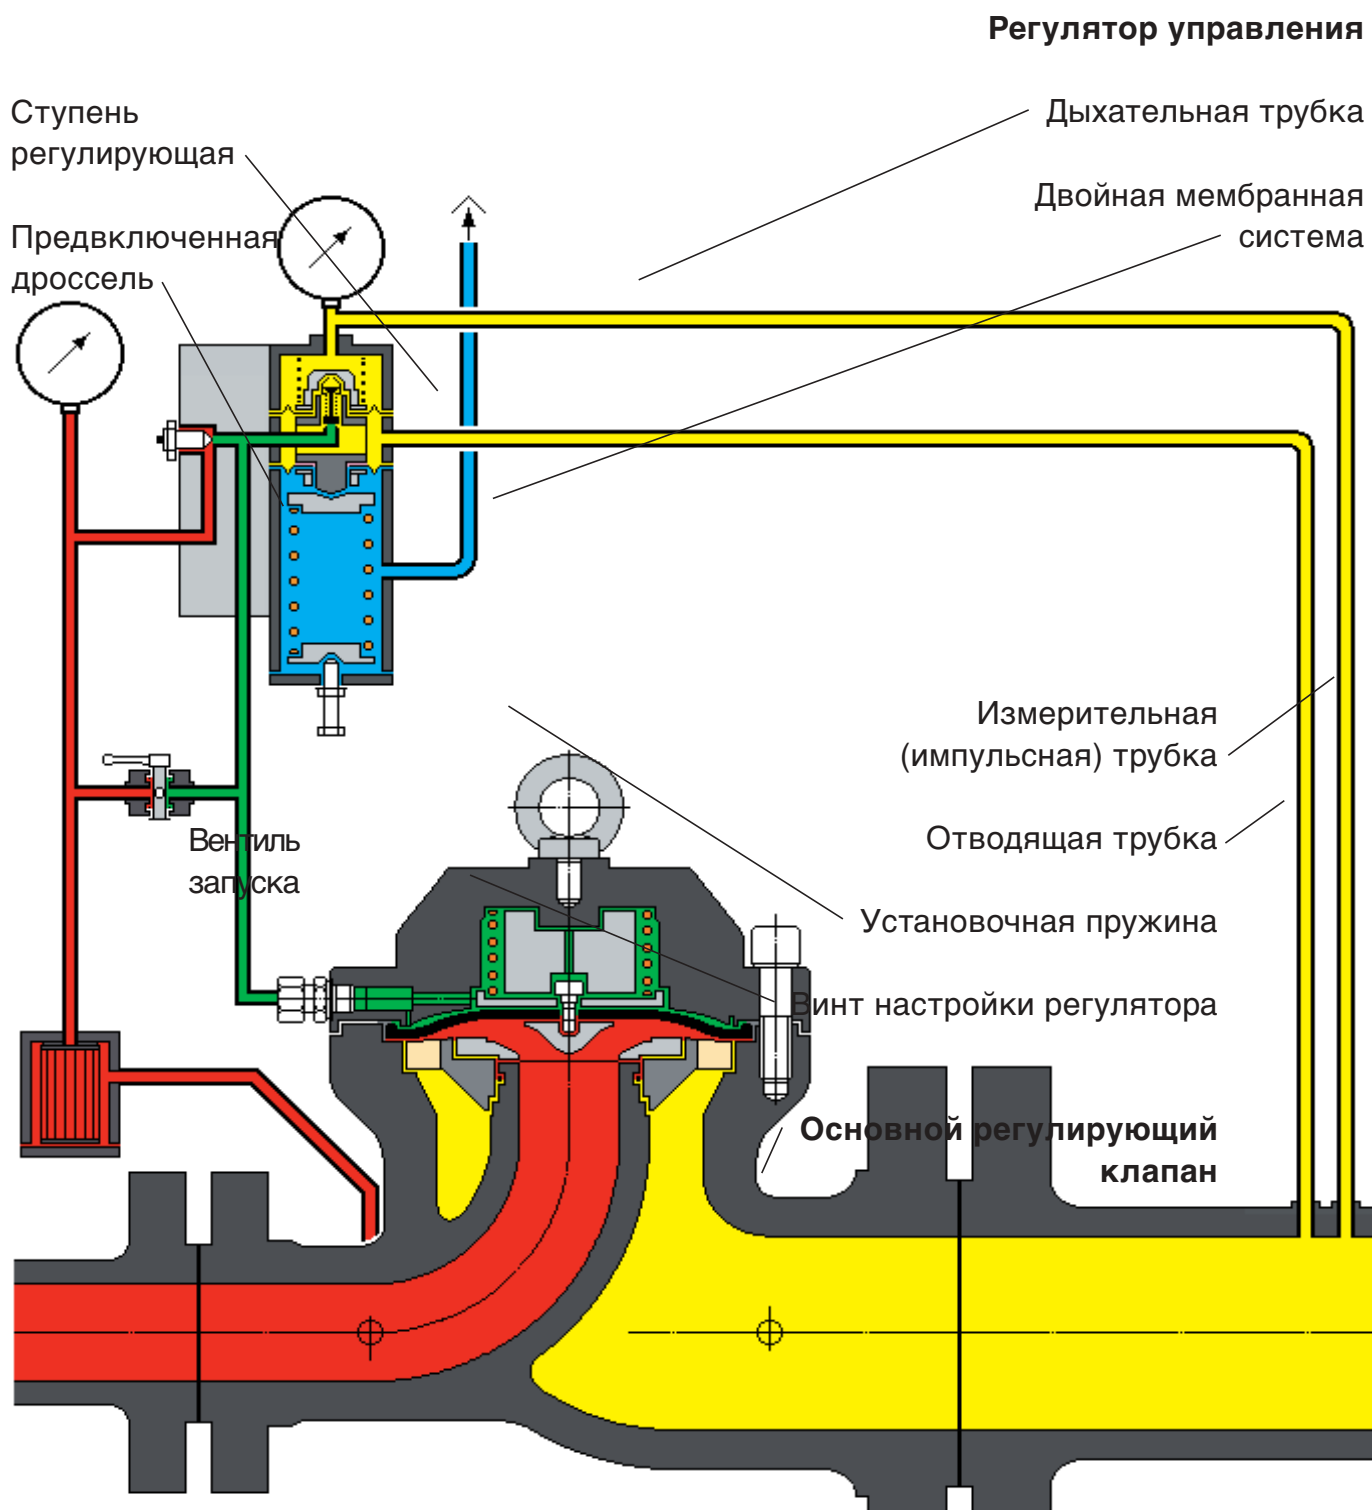 Регулятор управления
Ступень
регулирующая
Дыхательная трубка
Двойная мембранная
система
Предвключенная
дроссель
Измерительная
(импульсная) трубка
Вентиль
запуска
Отводящая трубка
Установочная пружина
Винт настройки регулятора
Основной регулирующий
клапан